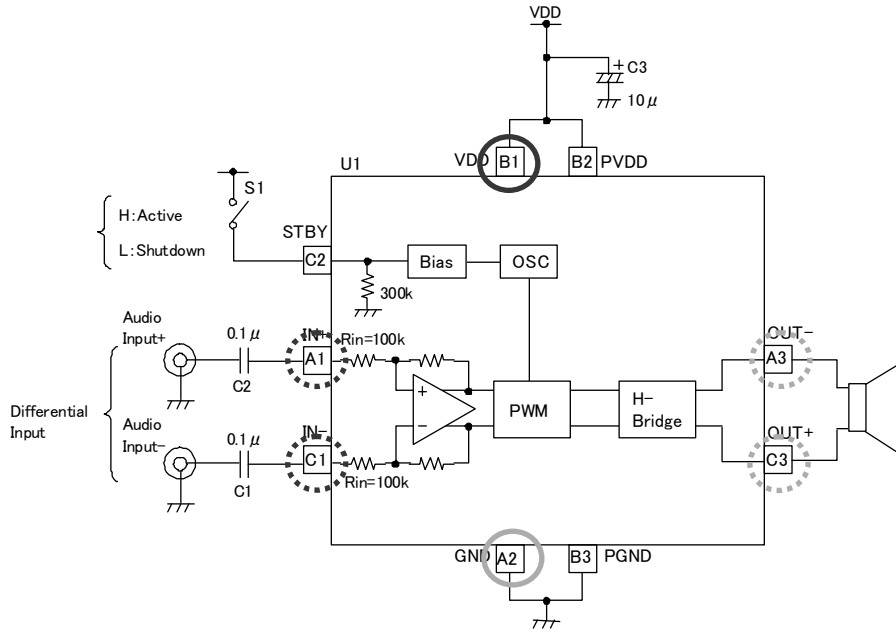 VDD
+ C3
10μ
U1
VDD B1
B2 PVDD
S1
H:Active
L:Shutdown
STBY
C2
Bias
OSC
300k
Audio
Input+
0.1μ
C2
IN+
A1
Rin=100k
Differential
Input
Audio
Input-
0.1μ
C1
IN-
C1
Rin=100k
+
-
PWM
H-
Bridge
OUT-
A3
OUT+
C3
GND A2
B3 PGND